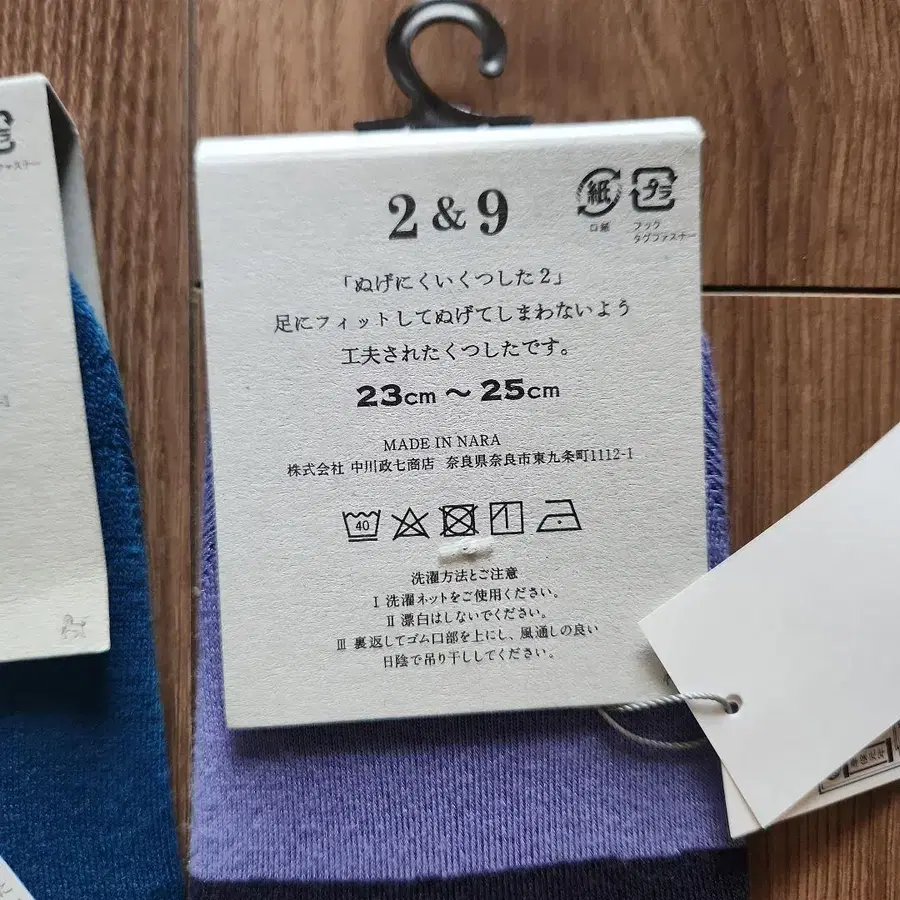 2&9
紙
プラ
口紙
フック
タグファスナー
「ぬげにくいくつした2」
足にフィットしてぬげてしまわないよう
工夫されたくつしたです。
23cm～25cm
MADE IN NARA
株式会社 中川政七商店 奈良県奈良市東九条町1112-1
40
洗濯方法とご注意
Ⅰ 洗濯ネットをご使用ください。
Ⅱ 漂白はしないでください。
Ⅲ 裏返してゴム口部を上にし、風通しの良い
日陰で吊り干ししてください。